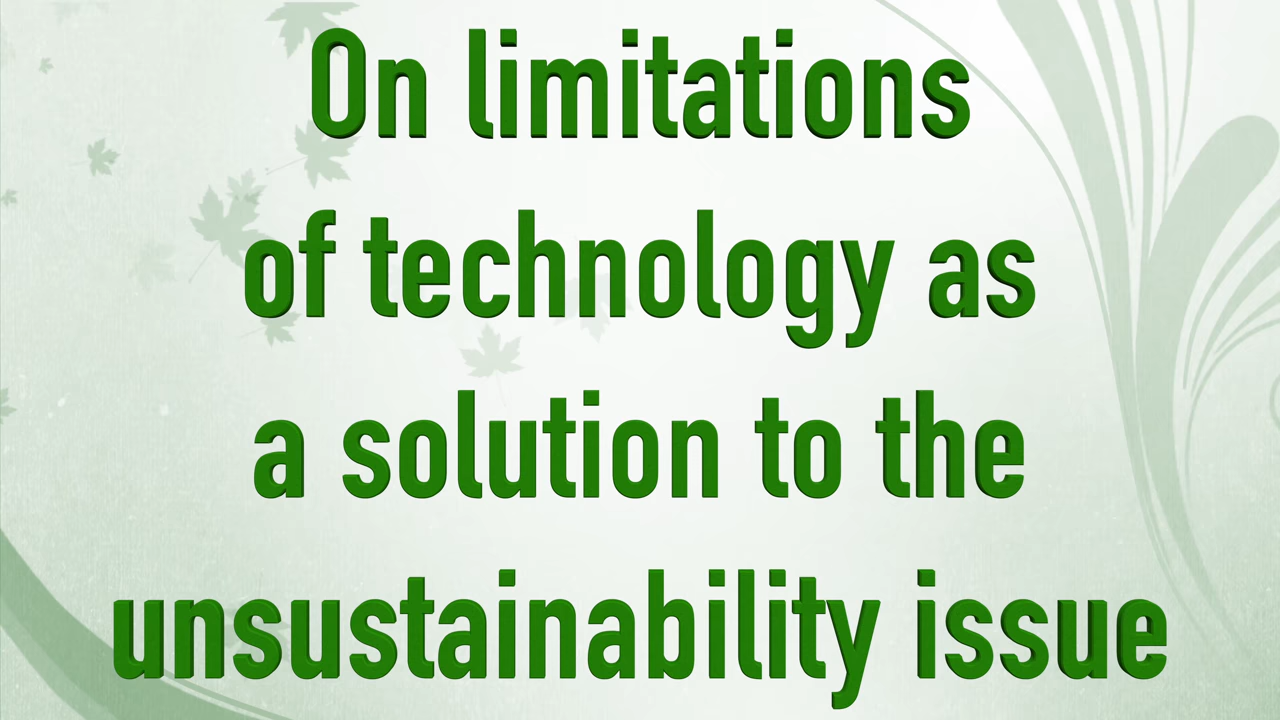 On limitations
of technology as
a solution to the
unsustainability issue